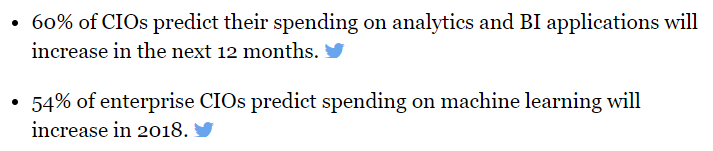 • 60% of CIOs predict their spending on analytics and BI applications will
increase in the next 12 months.
• 54% of enterprise CIOs predict spending on machine learning will
increase in 2018.